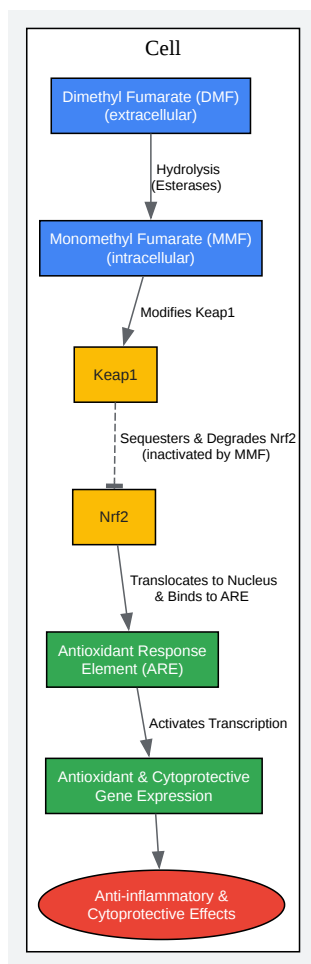 Cell
Dimethyl Fumarate (DMF)
(extracellular)
Hydrolysis
(Esterases)
Monomethyl Fumarate (MMF)
(intracellular)
Modifies Keap1
Keap1
Sequesters & Degrades Nrf2
(inactivated by MMF)
Nrf2
Translocates to Nucleus
& Binds to ARE
Antioxidant Response
Element (ARE)
Activates Transcription
Antioxidant & Cytoprotective
Gene Expression
Anti-inflammatory &
Cytoprotective Effects